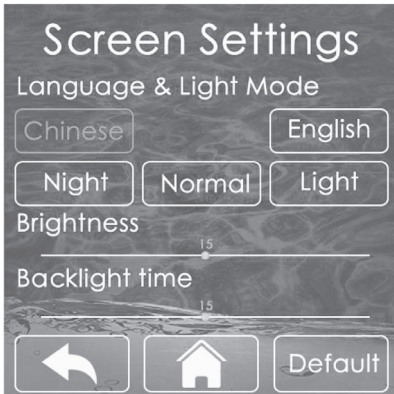 Screen Settings
Language & Light Mode
Chinese English
Night Normal Light
Brightness
15
Backlight time
15
Default